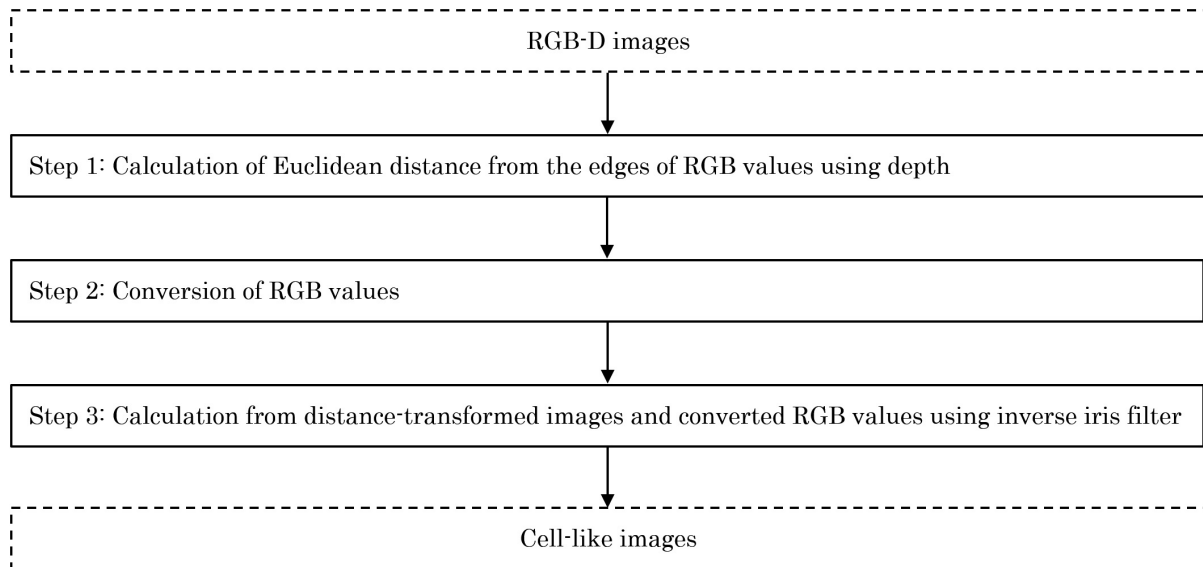 RGB-D images
Step 1: Calculation of Euclidean distance from the edges of RGB values using depth
Step 2: Conversion of RGB values
Step 3: Calculation from distance-transformed images and converted RGB values using inverse iris filter
Cell-like images